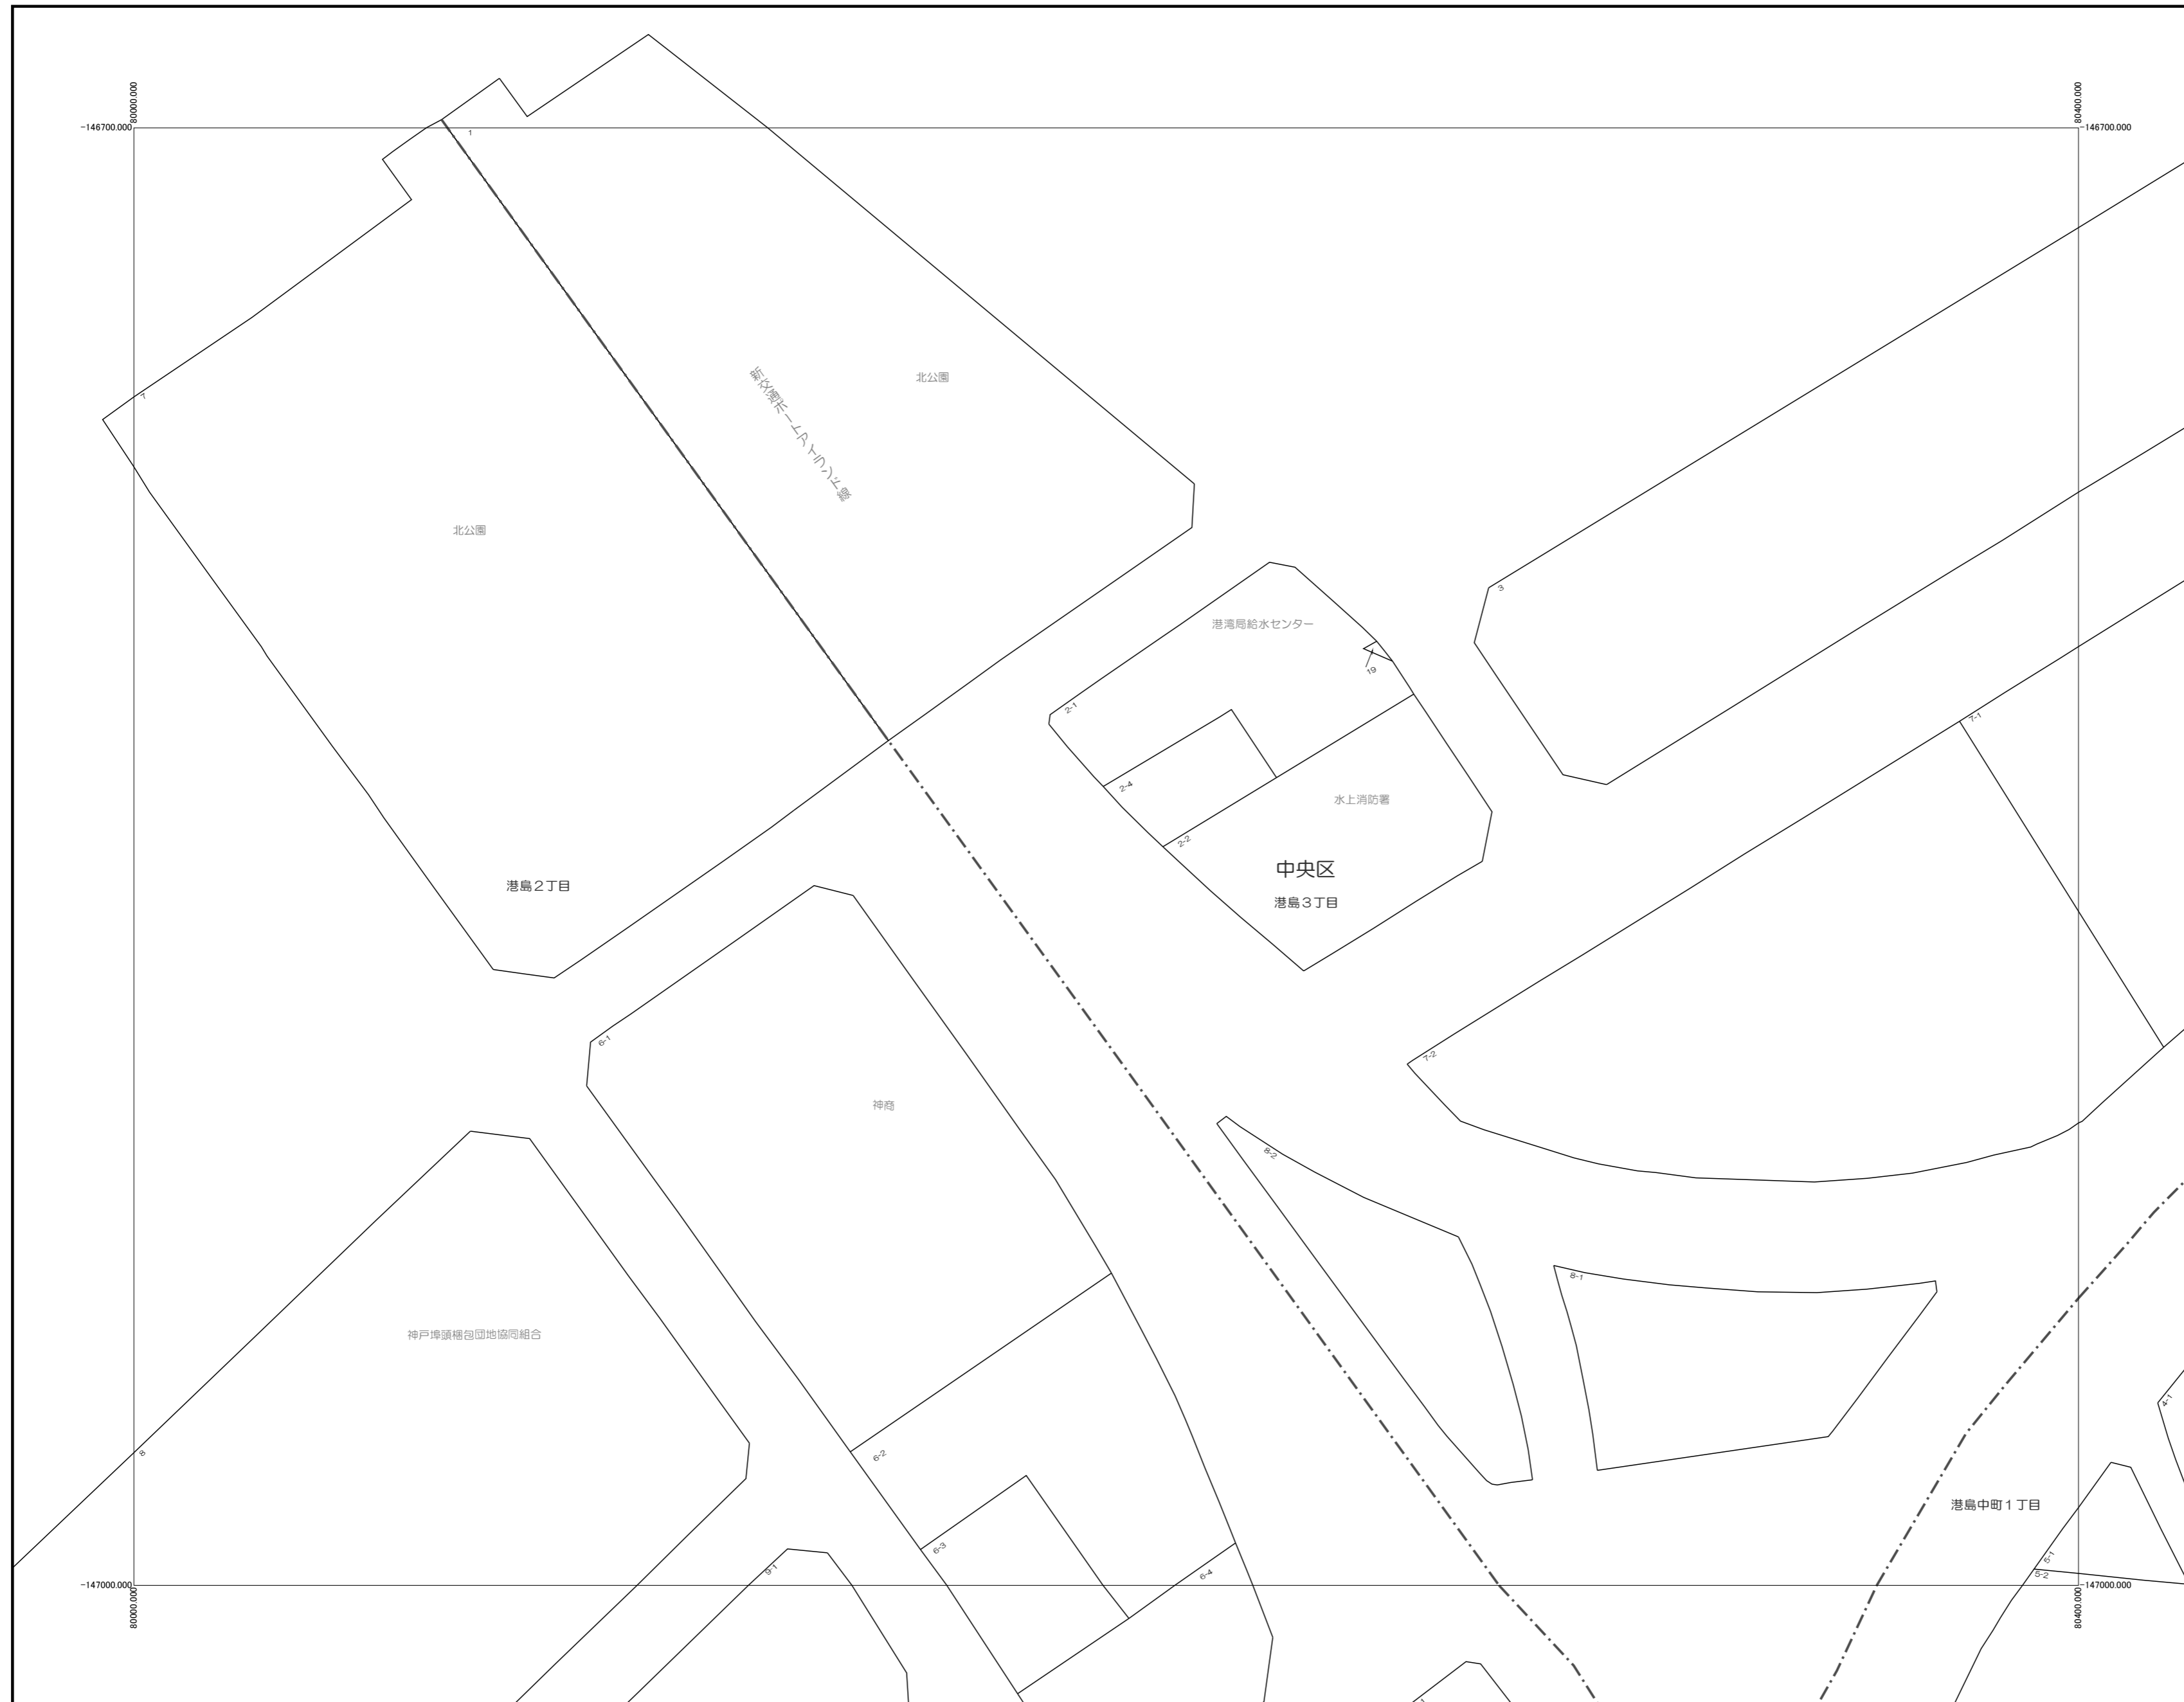 80000.000
80400.000
-146700.000
-146700.000
1
北公園
新交通ポートアイランド線
7
北公園
3
港湾局給水センター
19
2-1
7-1
2-4
水上消防署
2-2
中央区
港島2丁目
港島3丁目
6-1
7-2
神商
8-2
8-1
神戸埠頭梱包団地協同組合
4-1
8
6-2
港島中町1丁目
6-3
5-1
9-1
6-4
5-2
-147000.000
-147000.000
80000.000
80400.000